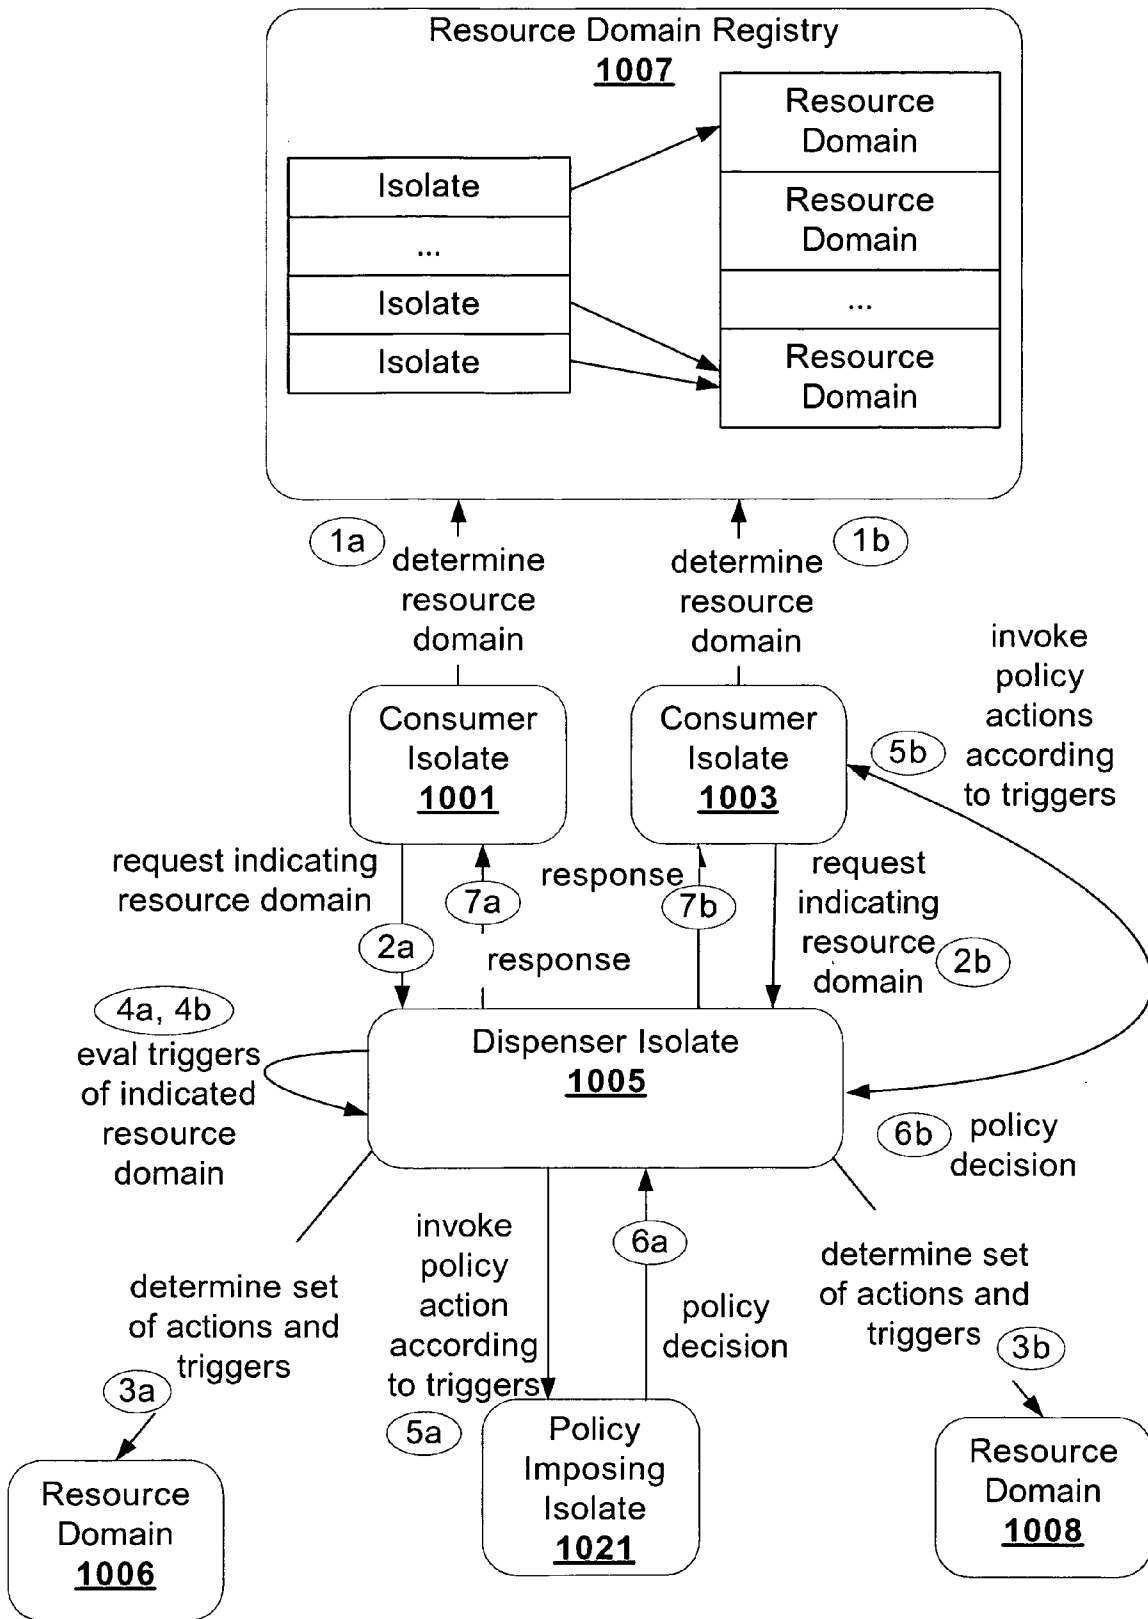 Resource Domain Registry
1007
Isolate
...
Isolate
Isolate
Resource
Domain
Resource
Domain
...
Resource
Domain
1a
determine
resource
domain
1b
determine
resource
domain
Consumer
Isolate
1001
Consumer
Isolate
1003
5b
invoke
policy
actions
according
to triggers
request indicating
resource domain
2a
7a
response
response
7b
request
indicating
resource
domain
2b
4a, 4b
eval triggers
of indicated
resource
domain
Dispenser Isolate
1005
6b
policy
decision
determine set
of actions and
triggers
3a
invoke
policy
action
according
to triggers
5a
6a
policy
decision
determine set
of actions and
triggers
3b
Resource
Domain
1006
Policy
Imposing
Isolate
1021
Resource
Domain
1008